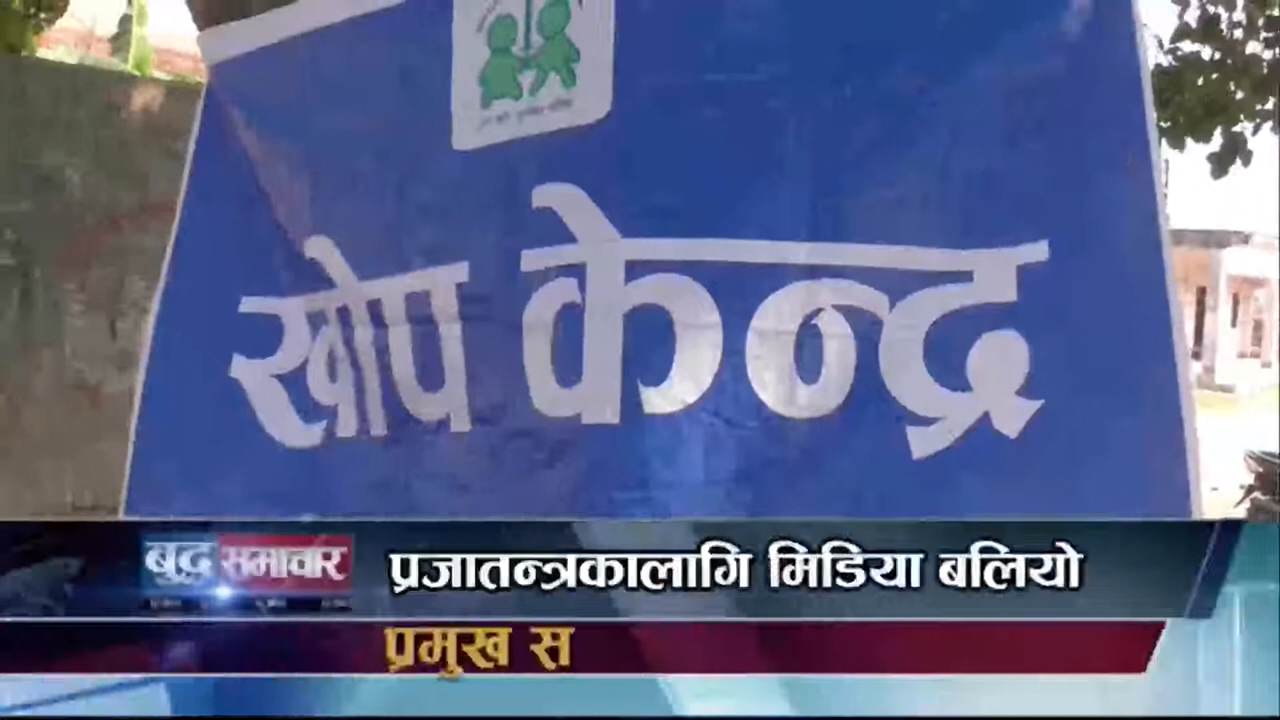 खोप केन्द्र
बुद्ध समाचार
प्रजातन्त्रकालागि मिडिया बलियो
प्रमुख स